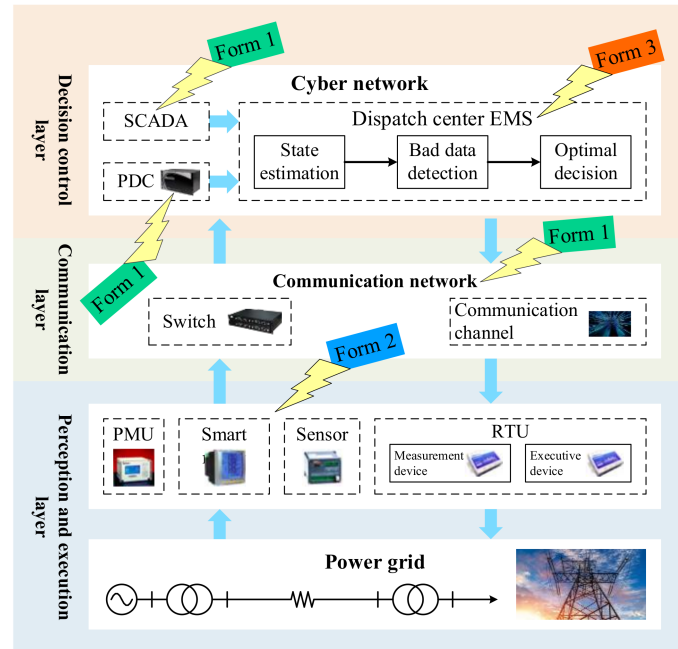 Form 1
Form 3
Decision control
layer
Cyber network
SCADA
Dispatch center EMS
PDC
State
estimation
Bad data
detection
Optimal
decision
Form 1
Form 1
Communication
layer
Communication network
Switch
Communication
channel
Form 2
Perception and execution
layer
PMU
Smart
Sensor
RTU
Measurement
device
Executive
device
Power grid